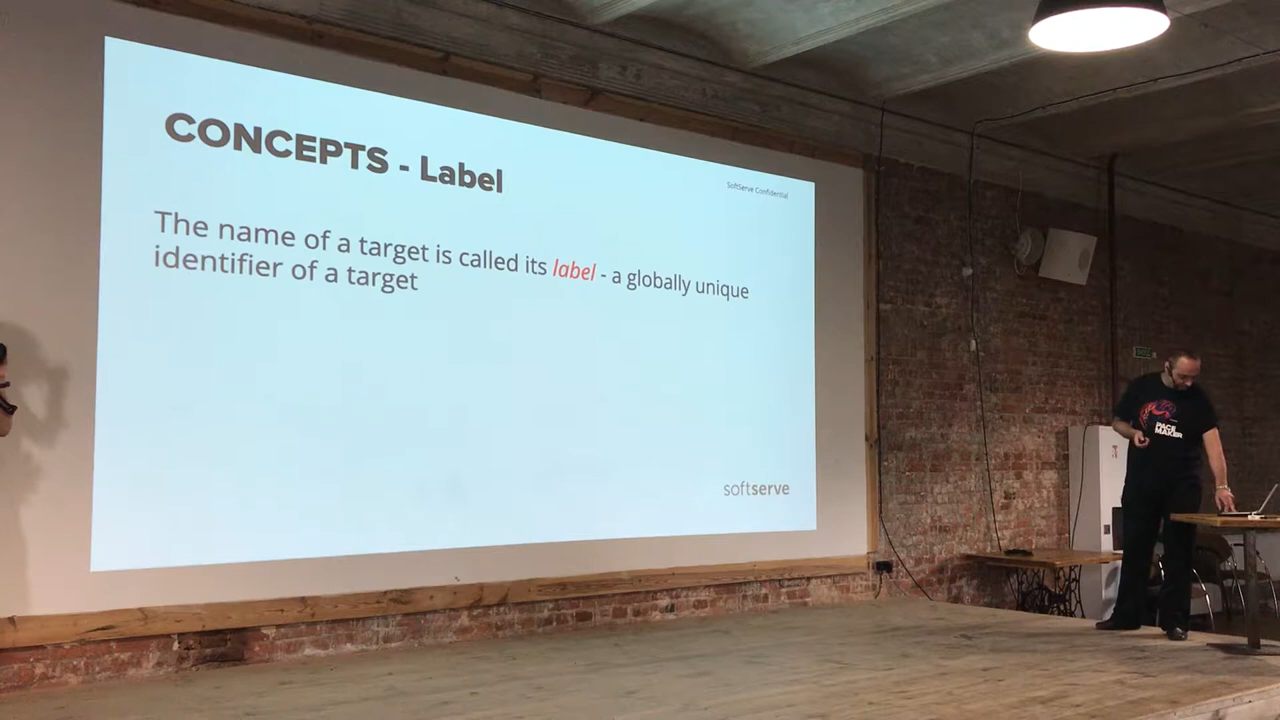 CONCEPTS - Label
SoftServe Confidential
The name of a target is called its label - a globally unique
identifier of a target
softserve
PACE
MAKER